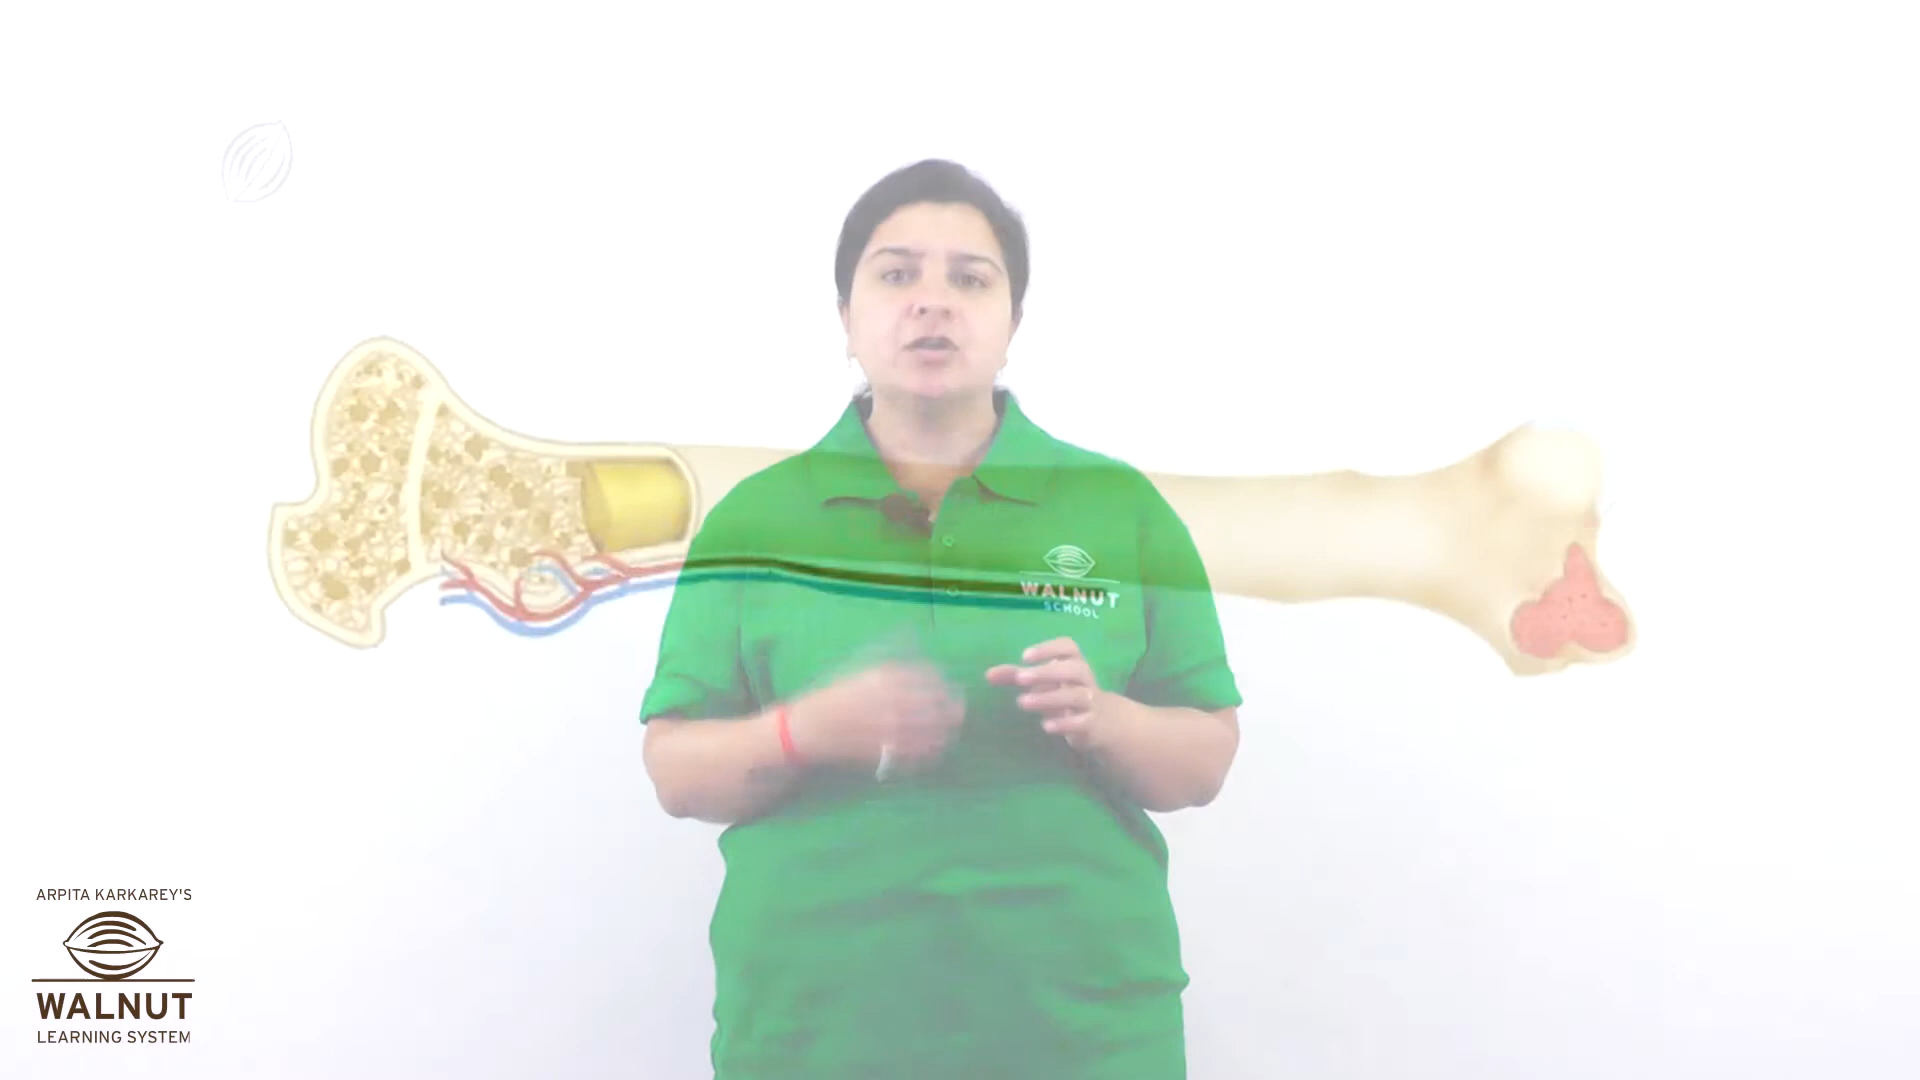 WALNUT
SCHOOL
ARPITA KARKAREY'S
WALNUT
LEARNING SYSTEM